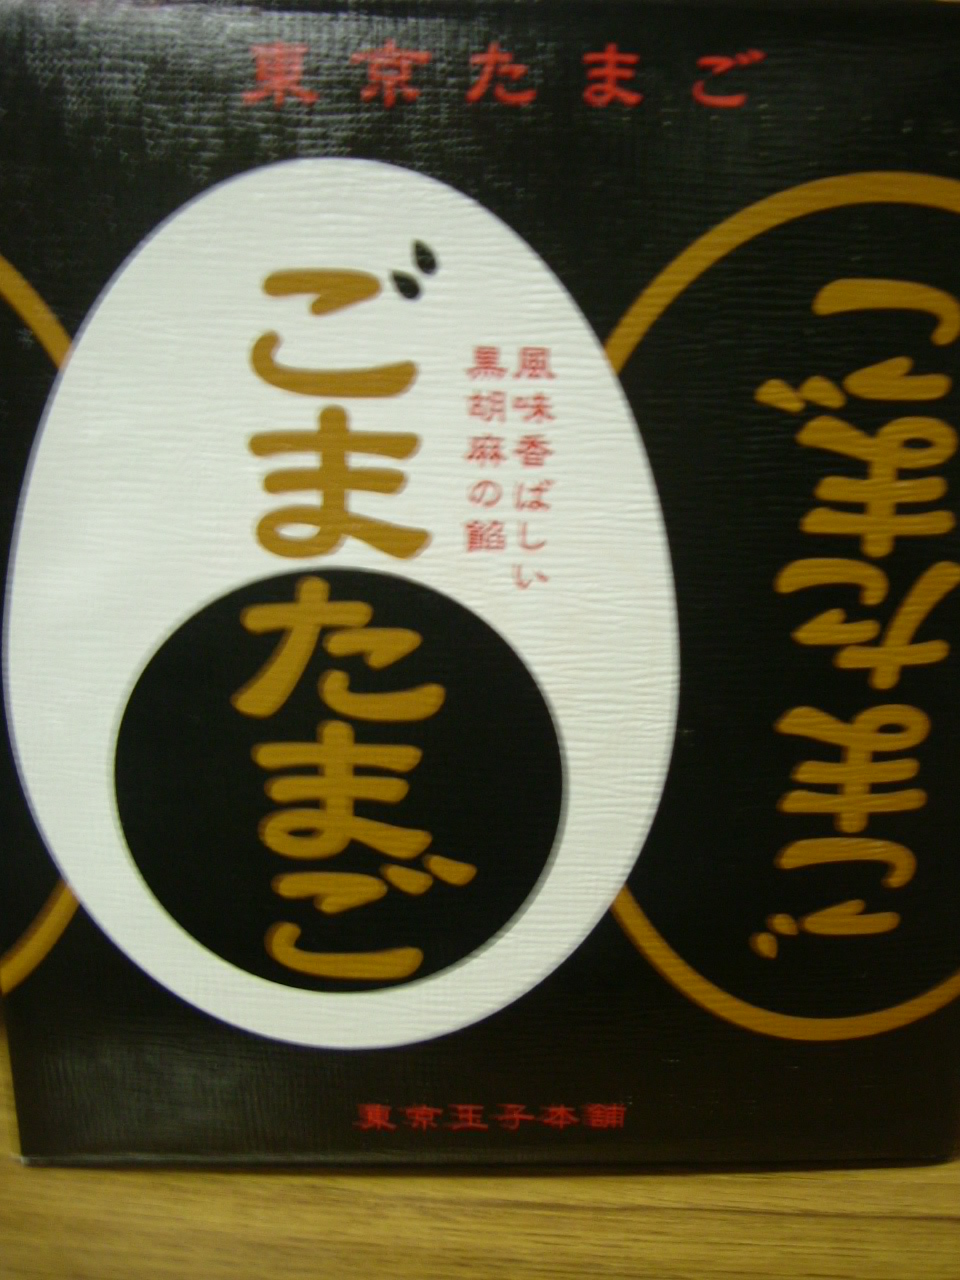 東京たまご
ごまたまご
風味香ばしい
黒胡麻の餡
ごまたまご
東京玉子本舗